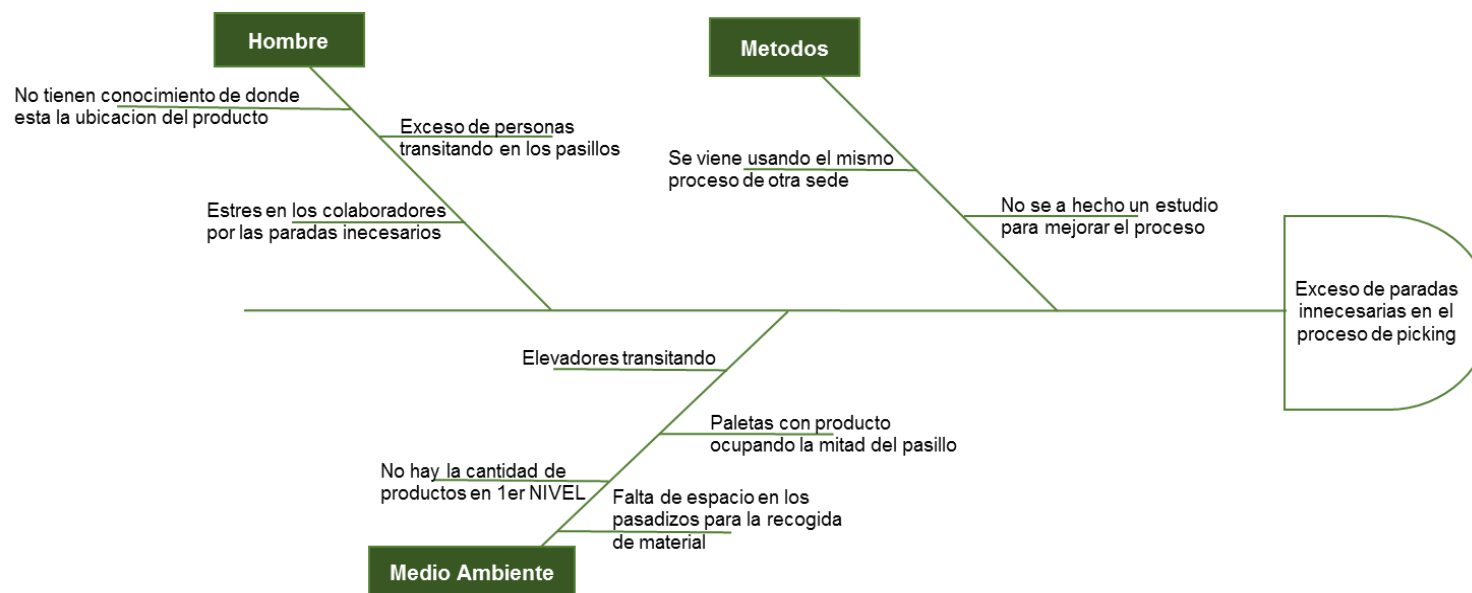 Hombre
Metodos
No tienen conocimiento de donde
esta la ubicacion del producto
Exceso de personas
transitando en los pasillos
Se viene usando el mismo
proceso de otra sede
Estres en los colaboradores
por las paradas inecesarios
No se a hecho un estudio
para mejorar el proceso
Exceso de paradas
innecesarias en el
proceso de picking
Elevadores transitando
Paletas con producto
ocupando la mitad del pasillo
No hay la cantidad de
productos en 1er NIVEL
Falta de espacio en los
pasadizos para la recogida
de material
Medio Ambiente